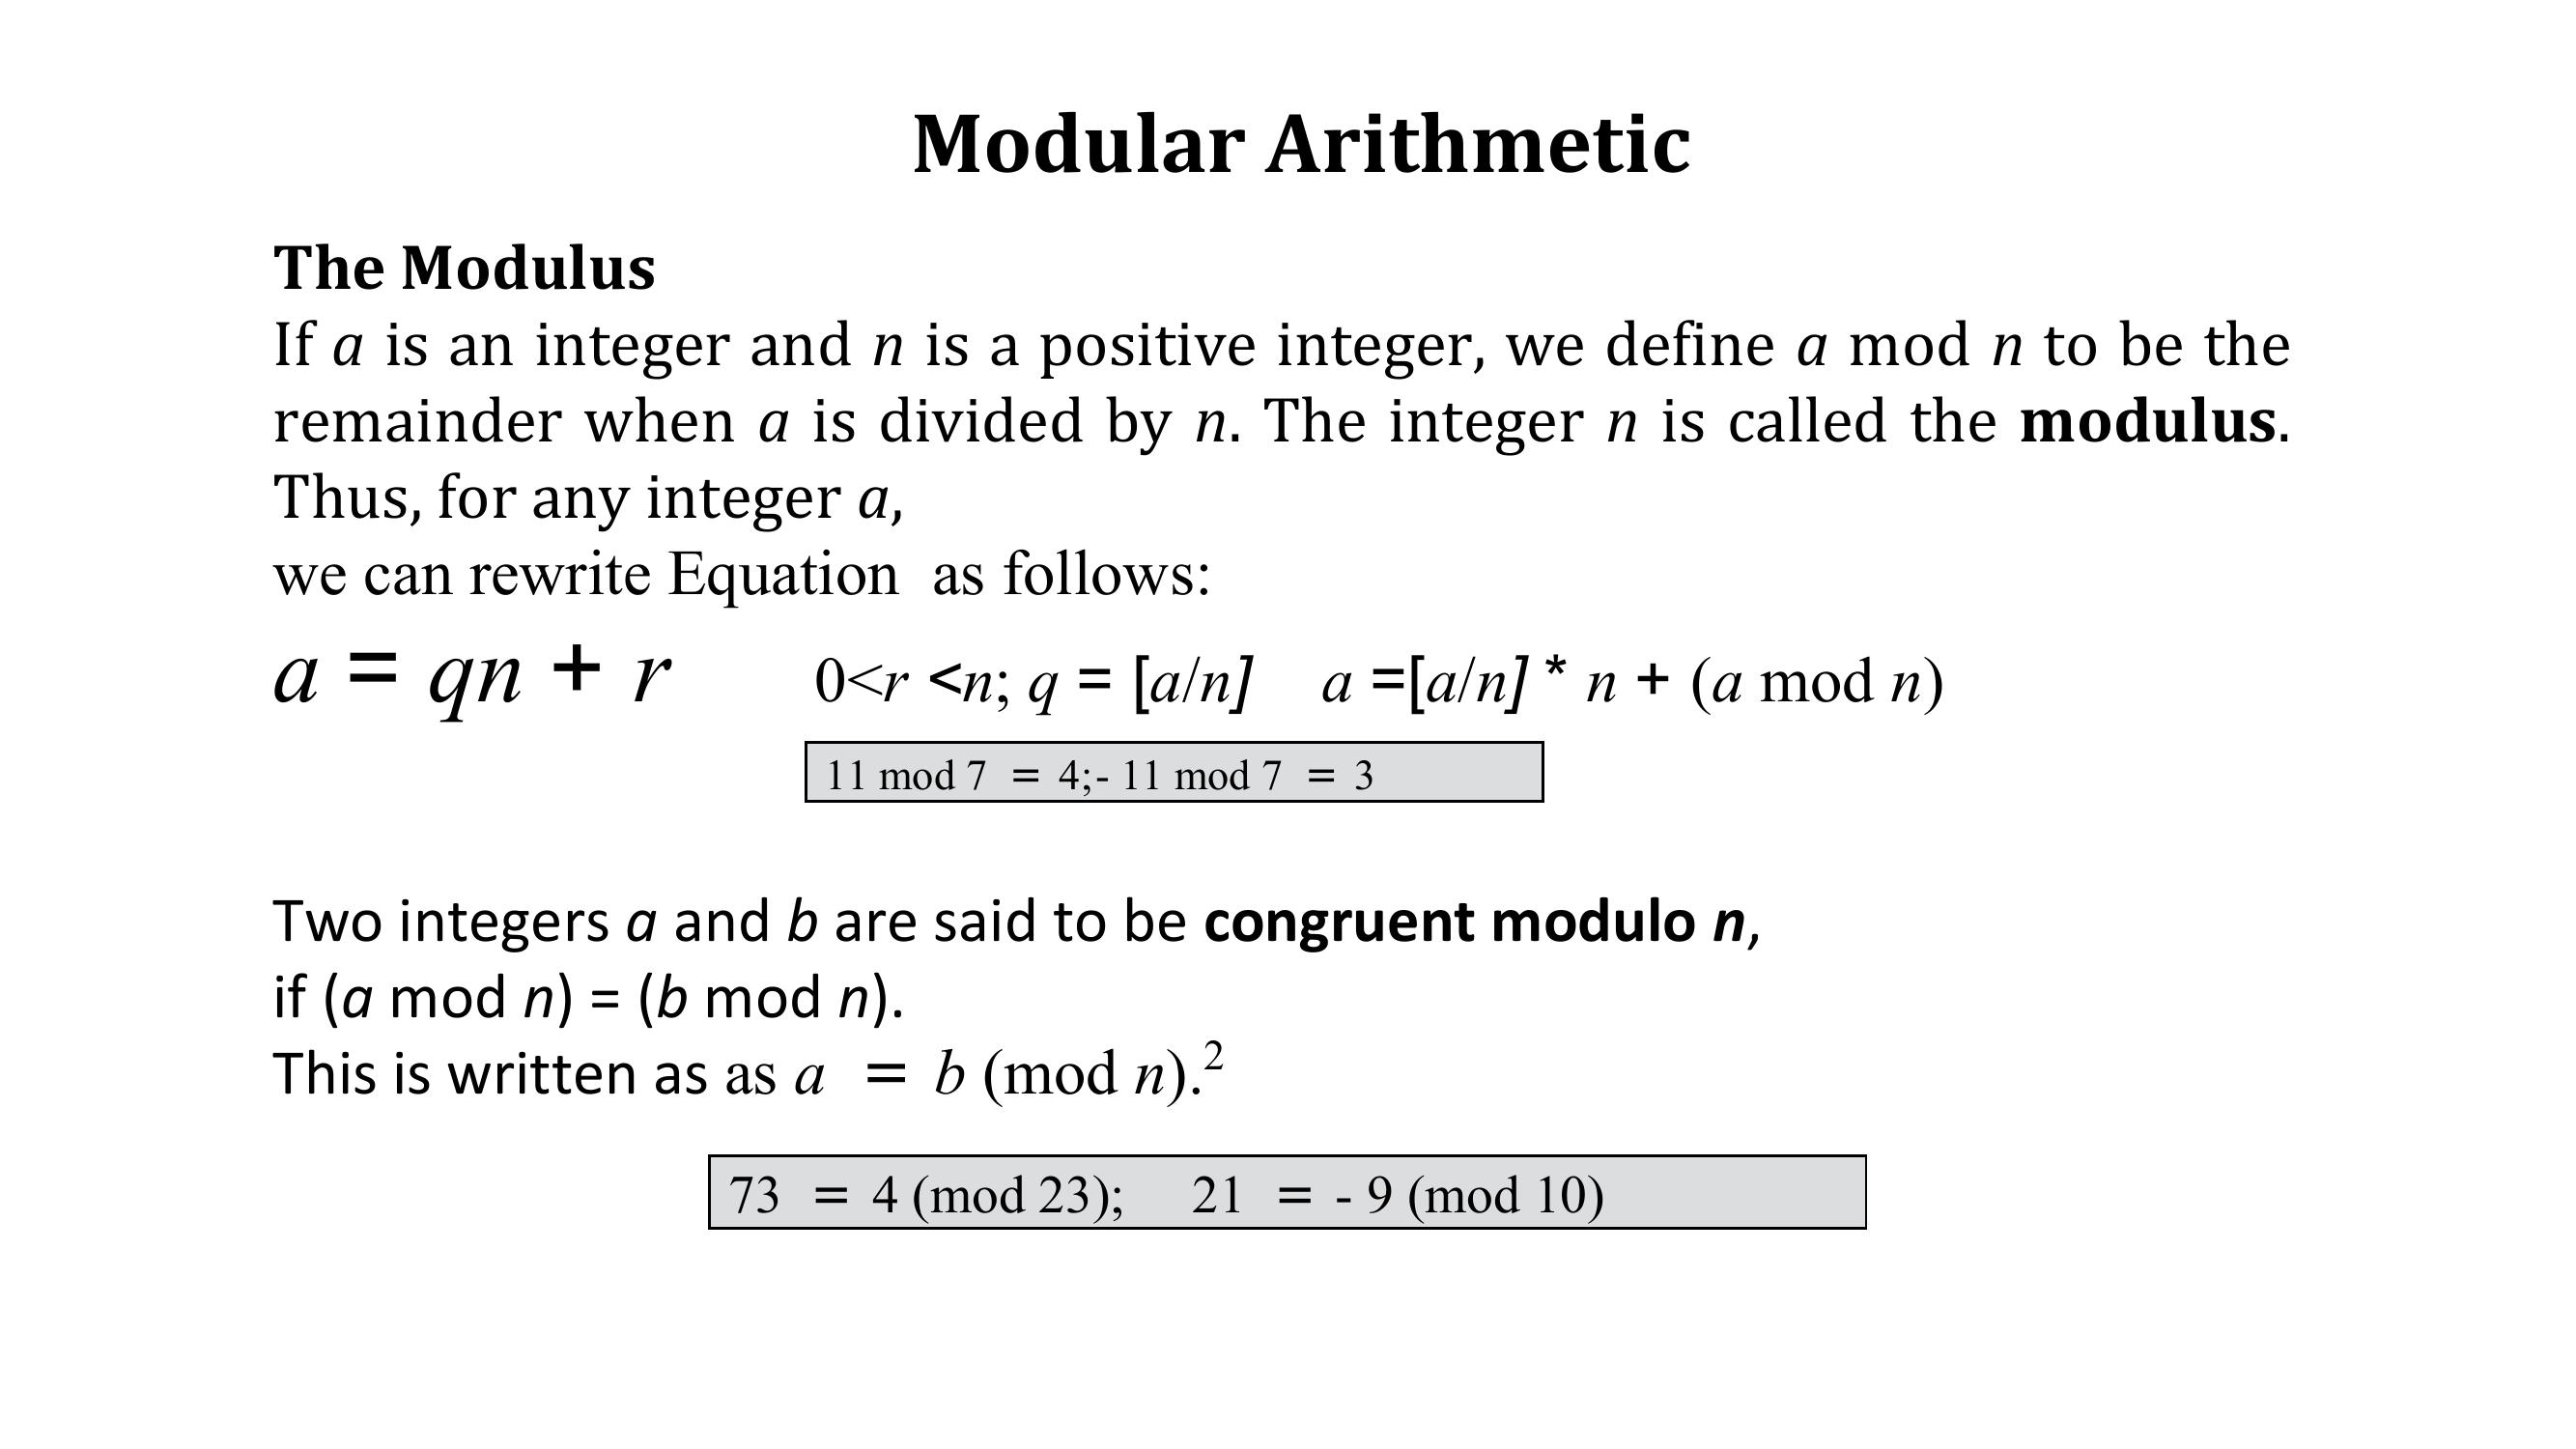 Modular Arithmetic
The Modulus
If a is an integer and n is a positive integer, we define a mod n to be the
remainder when a is divided by n. The integer n is called the modulus.
Thus, for any integer a,
we can rewrite Equation as follows:
a = qn + r 0<r <n; q = [a/n] a =[a/n] * n + (a mod n)
11 mod 7 = 4;- 11 mod 7 = 3
Two integers a and b are said to be congruent modulo n,
if (a mod n) = (b mod n).
This is written as as a = b (mod n).²
73 = 4 (mod 23); 21 = - 9 (mod 10)